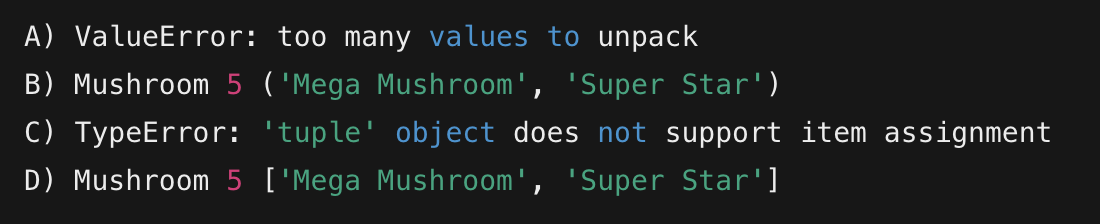 A) ValueError: too many values to unpack
B) Mushroom 5 ('Mega Mushroom', 'Super Star')
C) TypeError: 'tuple' object does not support item assignment
D) Mushroom 5 ['Mega Mushroom', 'Super Star']